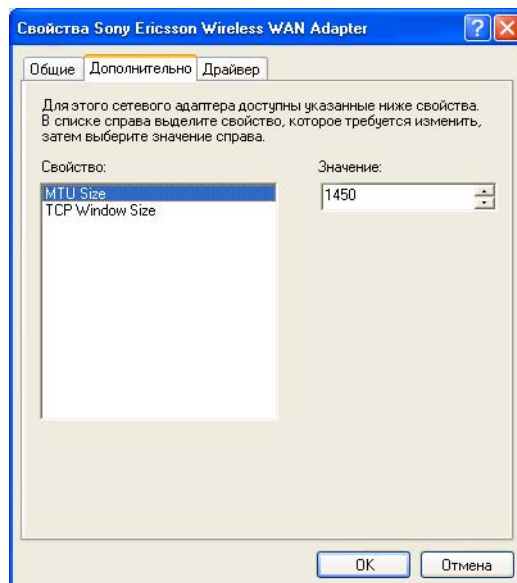 Свойства Sony Ericsson Wireless WAN Adapter
Общие Дополнительно Драйвер
Для этого сетевого адаптера доступны указанные ниже свойства.
В списке справа выделите свойство, которое требуется изменить,
затем выберите значение справа.
Свойство: Значение:
MTU Size 1450
TCP Window Size
OK Отмена